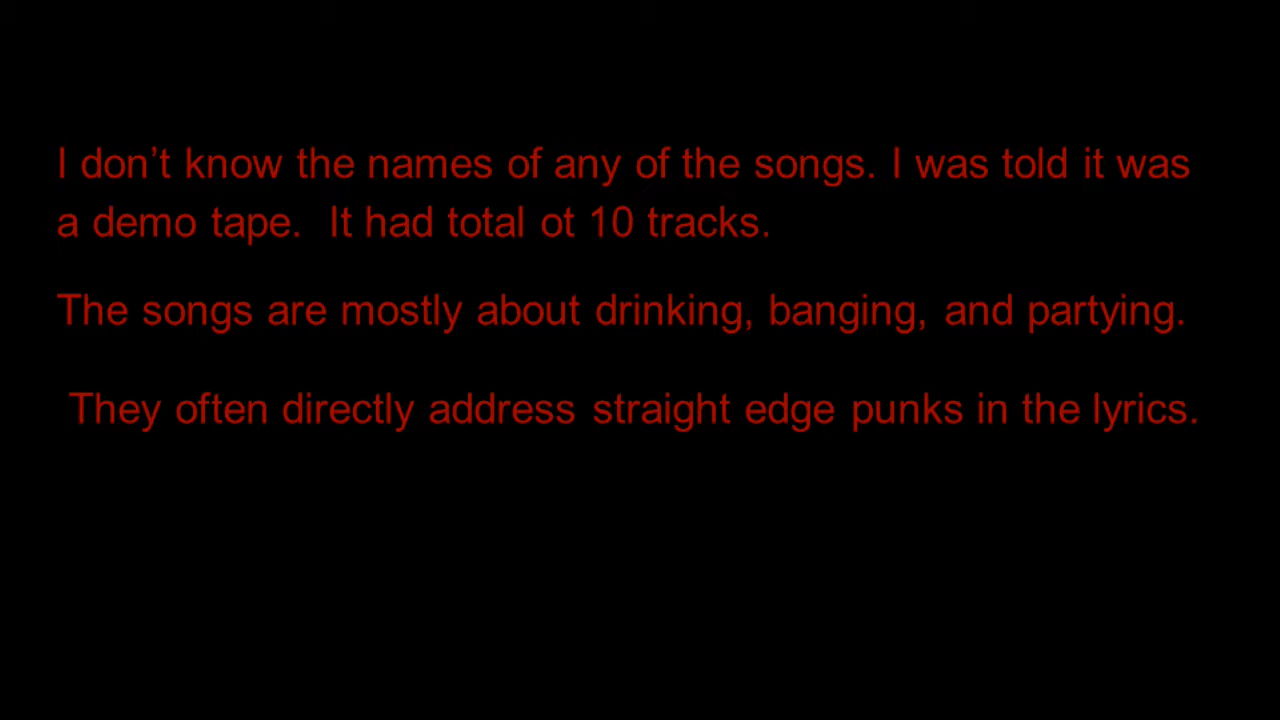 I don’t know the names of any of the songs. I was told it was
a demo tape.  It had total ot 10 tracks.
The songs are mostly about drinking, banging, and partying.
They often directly address straight edge punks in the lyrics.